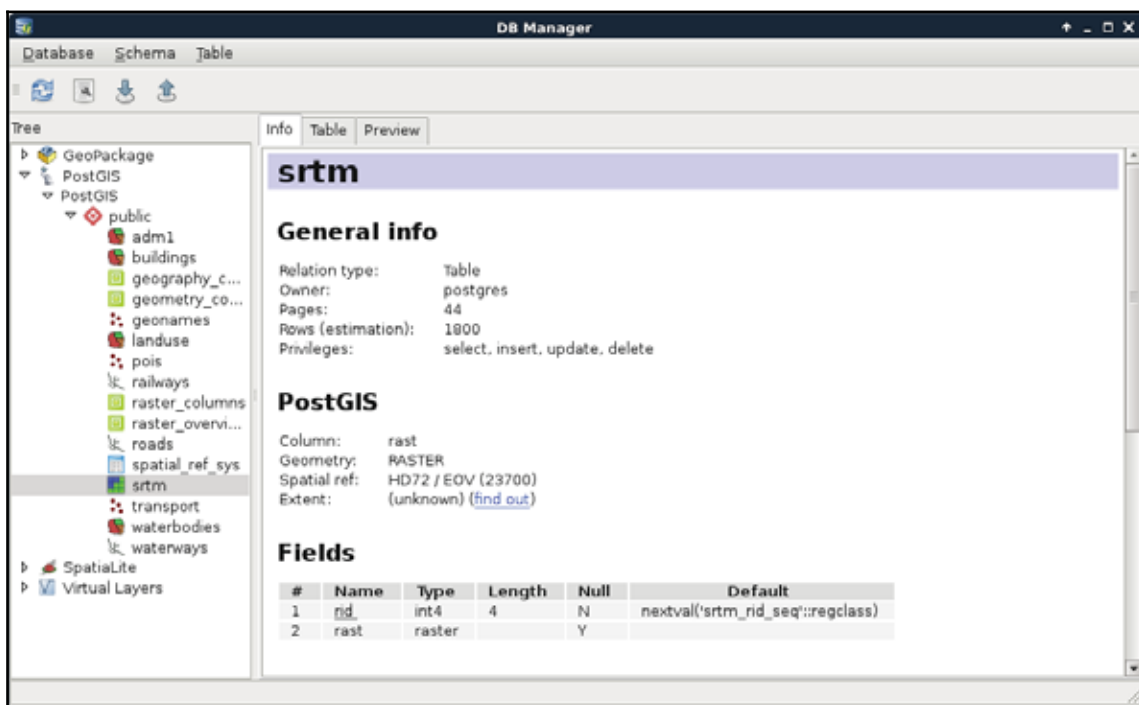 DB Manager
Database Schema Table
Tree
Info Table Preview
GeoPackage
PostGIS
PostGIS
public
adm1
buildings
geography_c...
geometry_co...
geonames
landuse
pois
railways
raster_columns
raster_overvi...
roads
spatial_ref_sys
srtm
transport
waterbodies
waterways
SpatiaLite
Virtual Layers
srtm
General info
Relation type: Table
Owner: postgres
Pages: 44
Rows (estimation): 1800
Privileges: select, insert, update, delete
PostGIS
Column: rast
Geometry: RASTER
Spatial ref: HD72 / EOV (23700)
Extent: (unknown) (find out)
Fields
# Name Type Length Null Default
1 rid int4 4 N nextval('srtm_rid_seq'::regclass)
2 rast raster Y